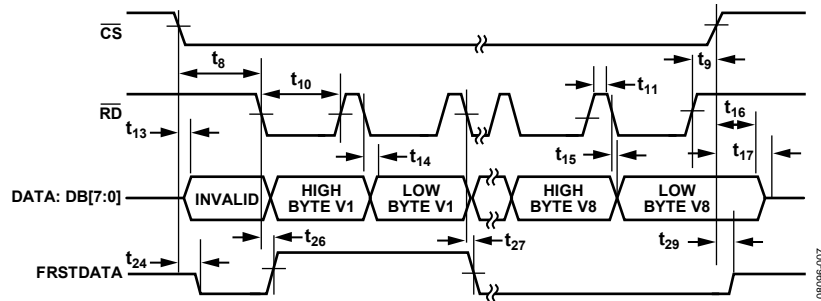 CS
t8
t9
t10
t11
RD
t16
t13
t14
t15
t17
DATA: DB[7:0]
INVALID
HIGH BYTE V1
LOW BYTE V1
HIGH BYTE V8
LOW BYTE V8
t24
t26
t27
t29
FRSTDATA
08096-007